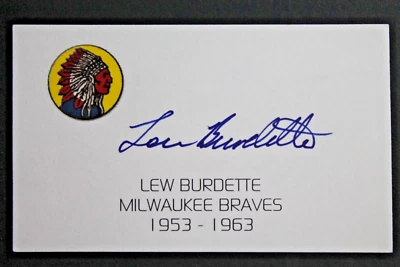 Lew Burdette
LEW BURDETTE
MILWAUKEE BRAVES
1953 - 1963